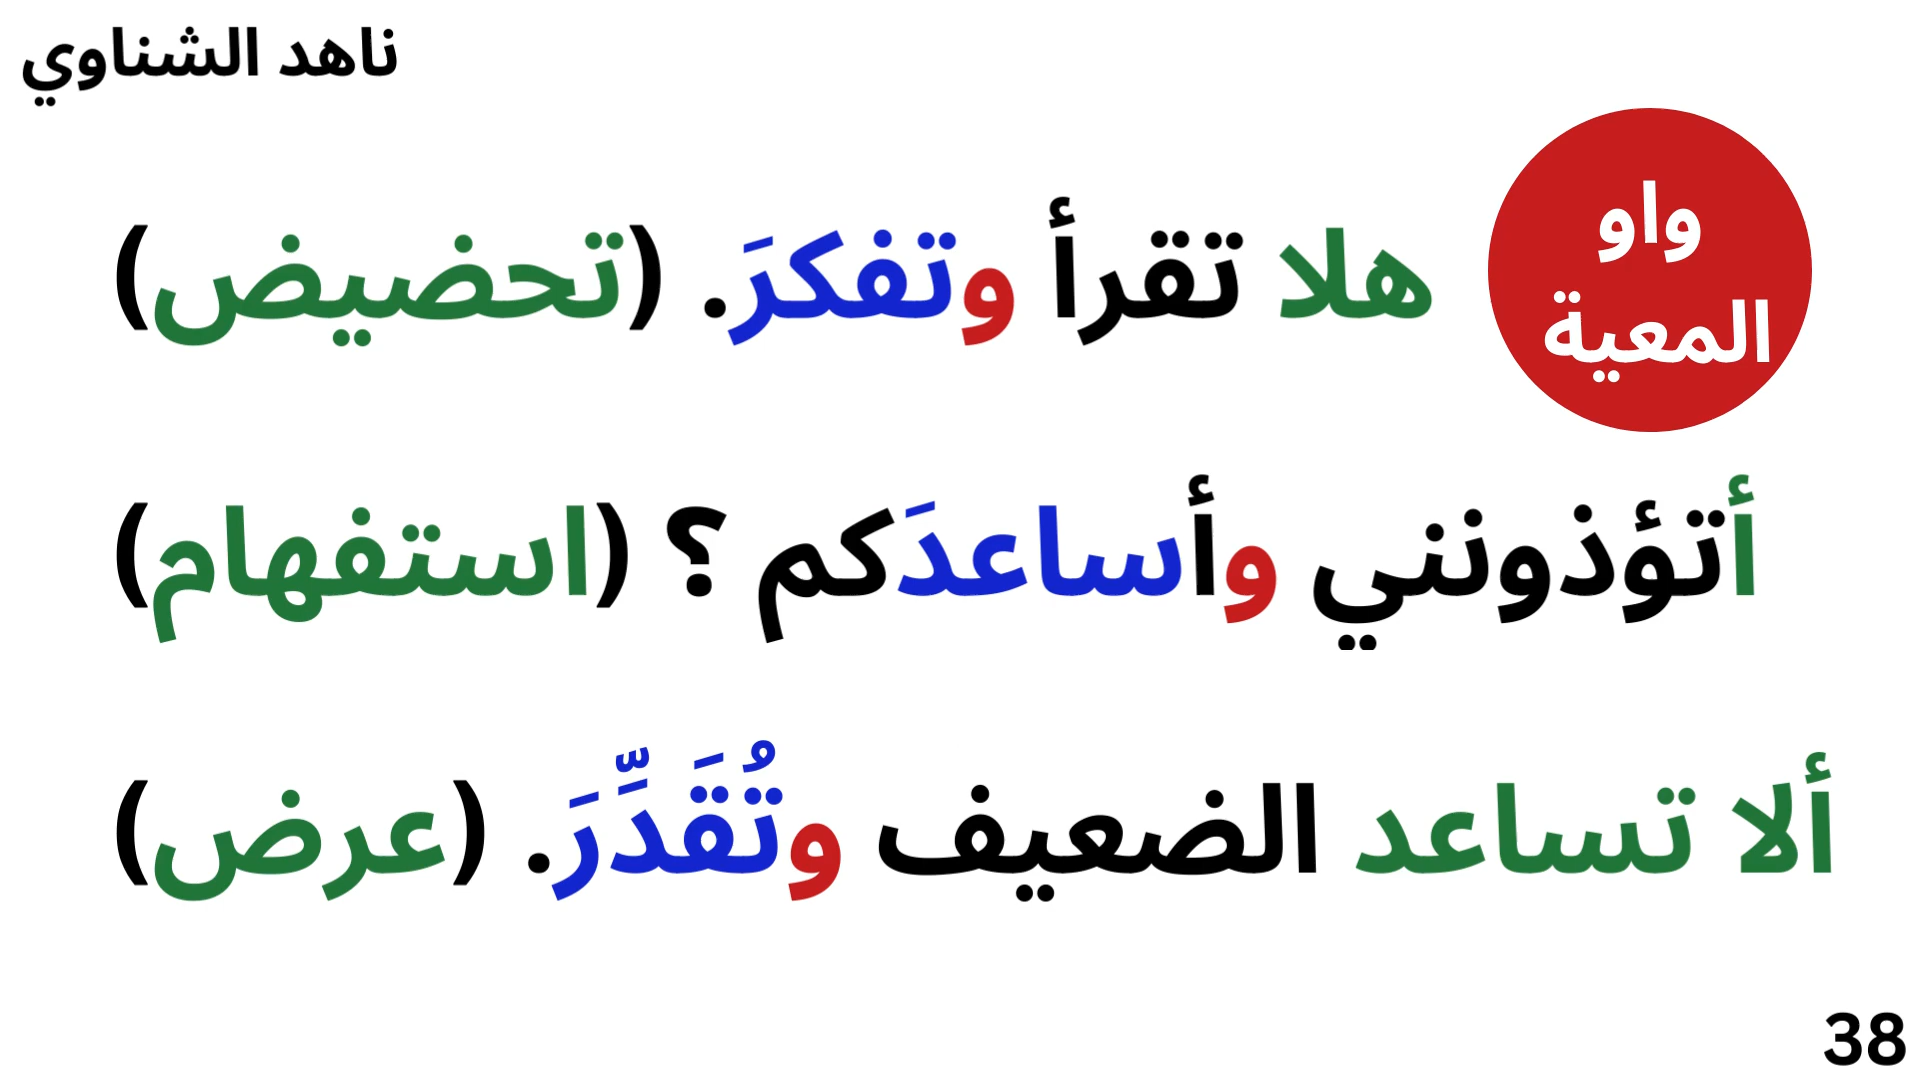 ناهد الشناوي
واو
المعية
هلا تقرأ وتفكرَ. (تحضيض)
أتؤذونني وأساعدَكم ؟ (استفهام)
ألا تساعد الضعيف وتُقَدِّرَ. (عرض)
38